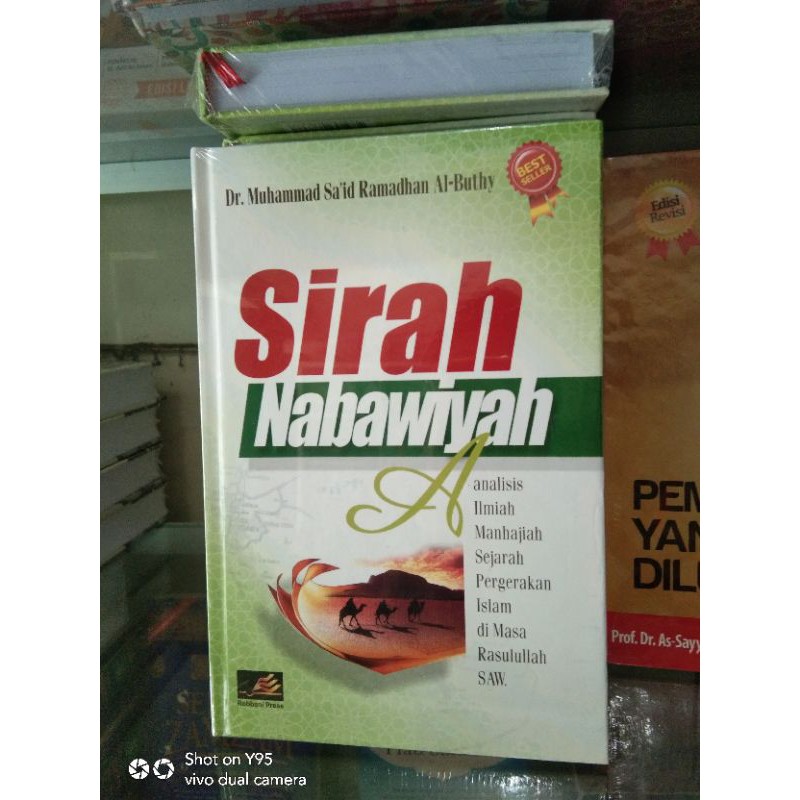 Dr. Muhammad Sa'id Ramadhan Al-Buthy
BEST
SELLER
Sirah
Nabawiyah
A
analisis
Ilmiah
Manhajiah
Sejarah
Pergerakan
Islam
di Masa
Rasulullah
SAW.
Rabbani Press
Edisi
Revisi
PEM
YAN
DIL
Prof. Dr. As-Sayy
EDISI
Shot on Y95
vivo dual camera